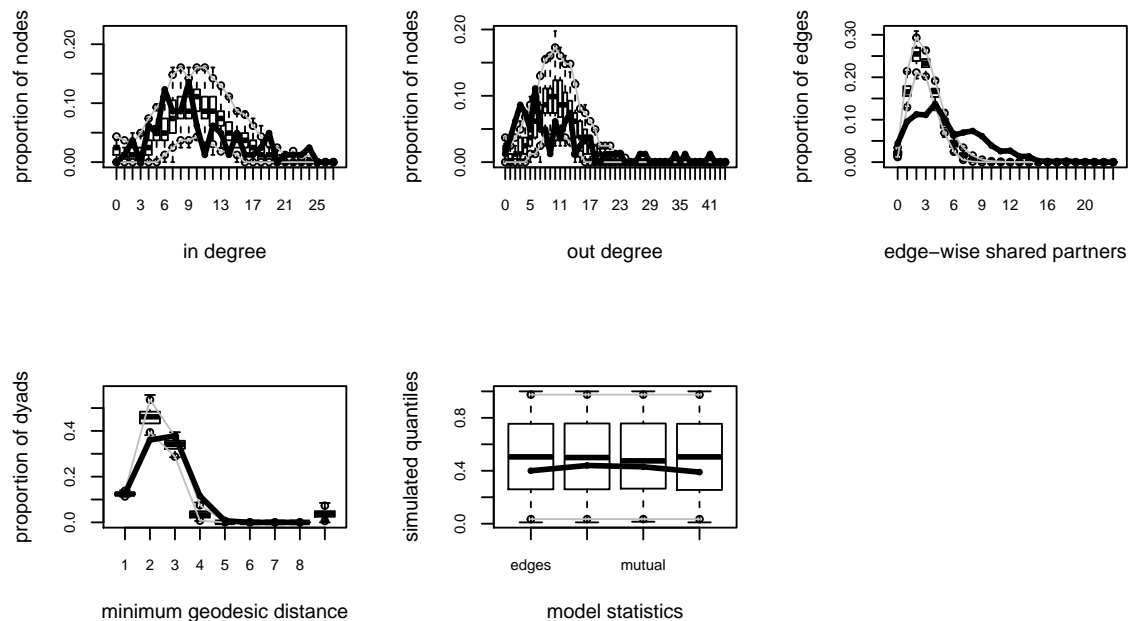 proportion of nodes
0.00 0.10 0.20
0 3 6 9 13 17 21 25
in degree
proportion of nodes
0.00 0.10 0.20
0 5 11 17 23 29 35 41
out degree
proportion of edges
0.00 0.10 0.20 0.30
0 3 6 9 12 16 20
edge−wise shared partners
proportion of dyads
0.0 0.2 0.4
1 2 3 4 5 6 7 8
minimum geodesic distance
simulated quantiles
0.0 0.4 0.8
edges mutual
model statistics